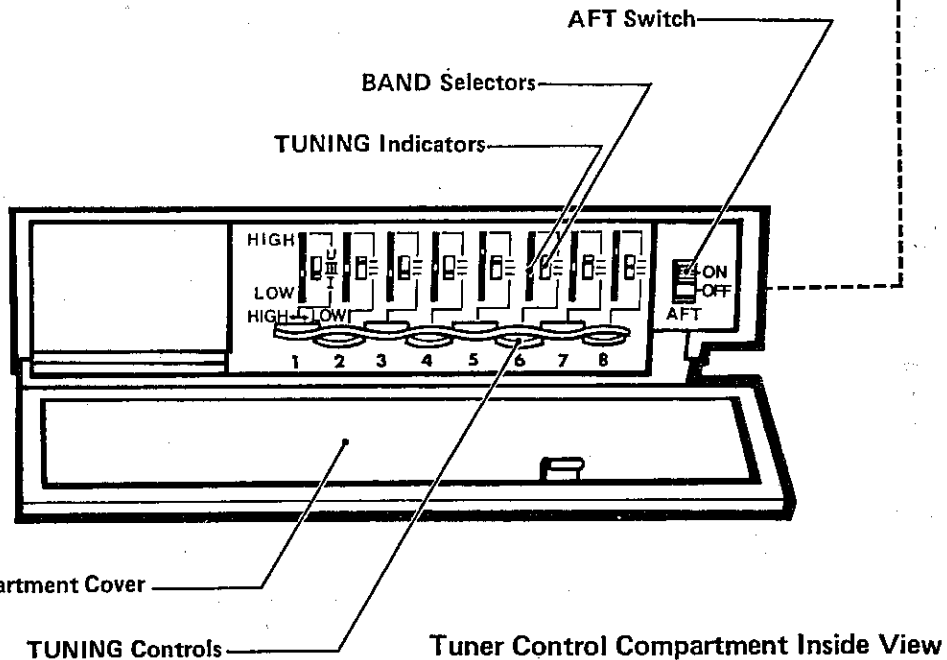 AFT Switch
BAND Selectors
TUNING Indicators
HIGH
U
III
I
LOW
HIGH↔LOW
ON
OFF
AFT
1 2 3 4 5 6 7 8
artment Cover
TUNING Controls
Tuner Control Compartment Inside View